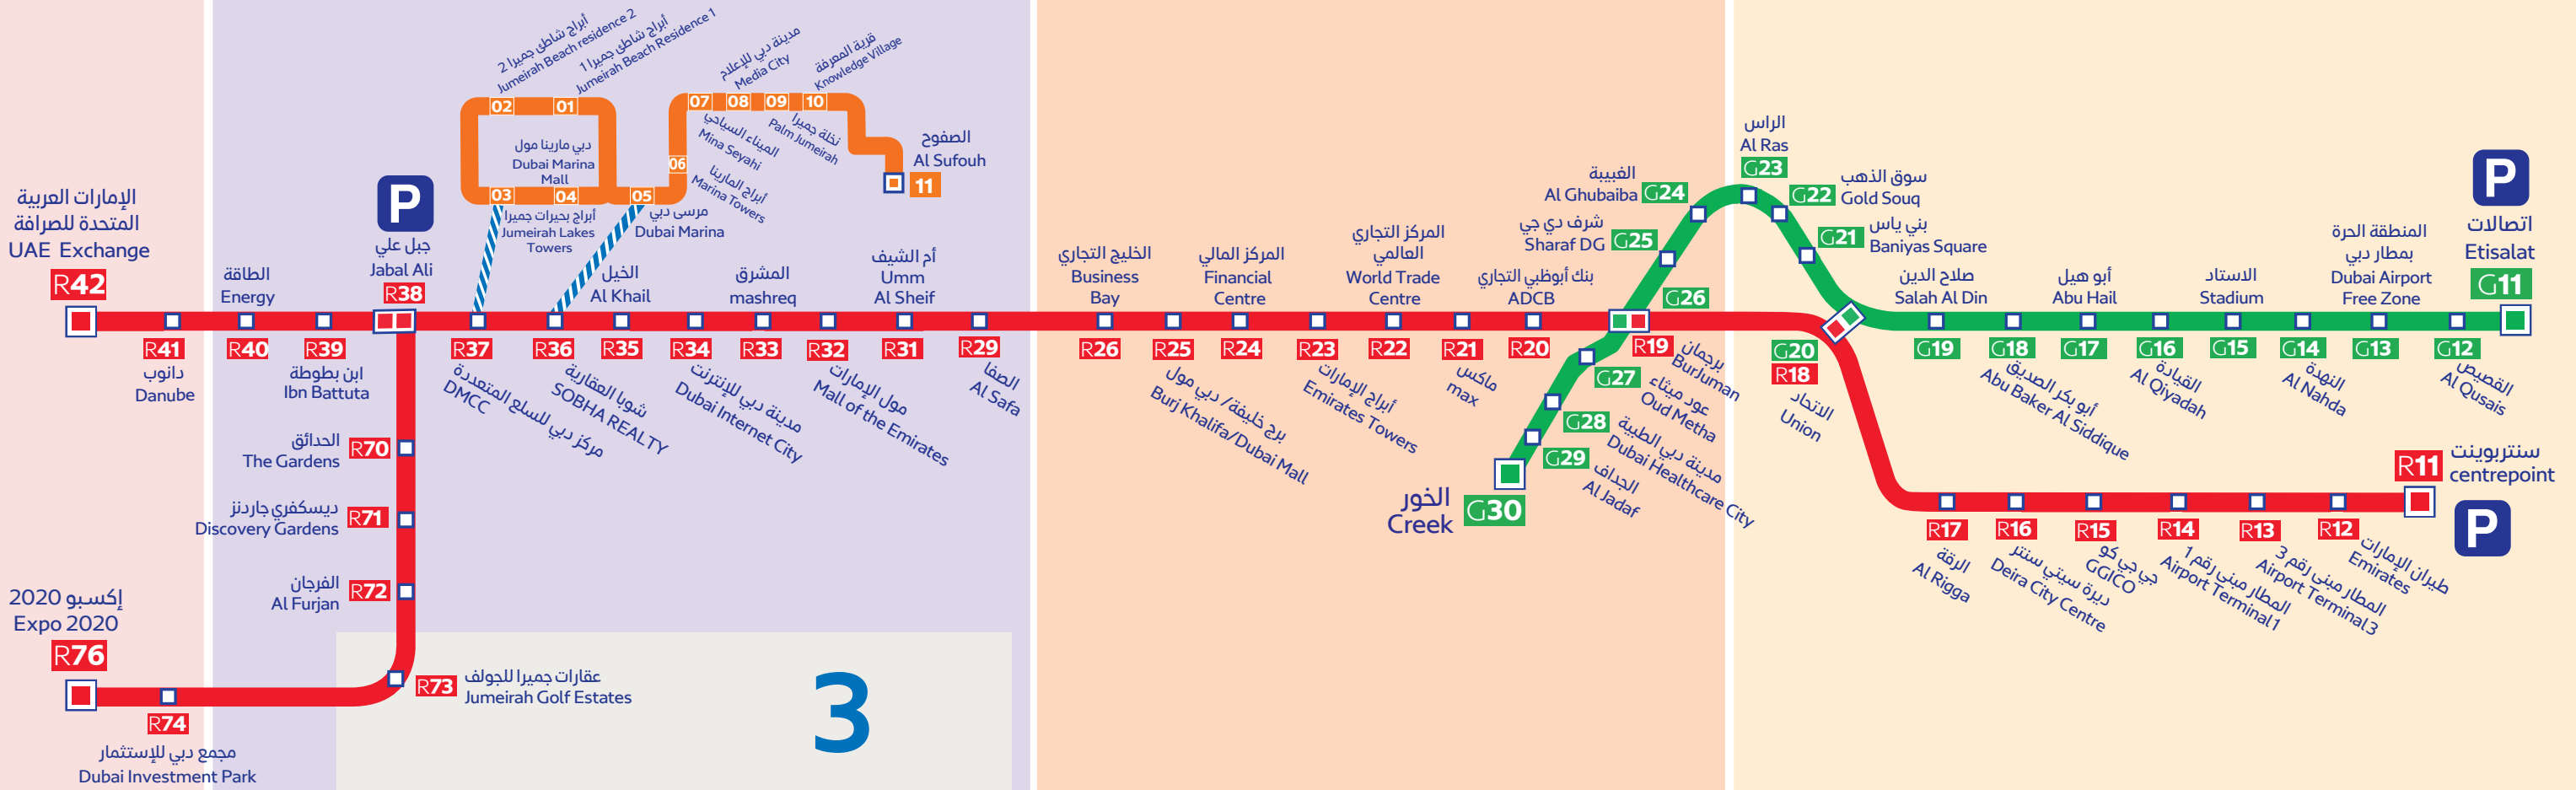 الإمارات العربية
المتحدة للصرافة
UAE Exchange
R42
دانوب
Danube
R41
الطاقة
Energy
R40
R39
ابن بطوطة
Ibn Battuta
P
جبل علي
Jabal Ali
R38
الحدائق
The Gardens
R70
ديسكفري جاردنز
Discovery Gardens
R71
الفرجان
Al Furjan
R72
R73
عقارات جميرا للجولف
Jumeirah Golf Estates
R74
مجمع دبي للإستثمار
Dubai Investment Park
إكسبو 2020
Expo 2020
R76
3
أبراج شاطئ جميرا 2
Jumeirah Beach residence 2
أبراج شاطئ جميرا 1
Jumeirah Beach Residence 1
02
01
دبي مارينا مول
Dubai Marina
Mall
03
04
أبراج بحيرات جميرا
Jumeirah Lakes
Towers
05
مرسى دبي
Dubai Marina
06
أبراج المارينا
Marina Towers
07
08
09
10
الميناء السياحي
Mina Seyahi
مدينة دبي للإعلام
Media City
نخلة جميرا
Palm Jumeirah
قرية المعرفة
Knowledge Village
الصفوح
Al Sufouh
11
R37
مركز دبي للسلع المتعددة
DMCC
R36
شوبا العقارية
SOBHA REALTY
الخيل
Al Khail
R35
R34
مدينة دبي للإنترنت
Dubai Internet City
المشرق
mashreq
R33
R32
مول الإمارات
Mall of the Emirates
أم الشيف
Umm
Al Sheif
R31
R29
الصفا
Al Safa
الخليج التجاري
Business
Bay
R26
R25
برج خليفة/ دبي مول
Burj Khalifa/Dubai Mall
المركز المالي
Financial
Centre
R24
R23
أبراج الإمارات
Emirates Towers
المركز التجاري
العالمي
World Trade
Centre
R22
R21
ماكس
max
بنك أبوظبي التجاري
ADCB
R20
R19
G26
برجمان
BurJuman
G27
عود ميثاء
Oud Metha
G28
مدينة دبي الطبية
Dubai Healthcare City
G29
الجداف
Al Jadaf
الخور
Creek
G30
شرف دي جي
Sharaf DG
G25
الغبيبة
Al Ghubaiba
G24
الراس
Al Ras
G23
G22
سوق الذهب
Gold Souq
G21
بني ياس
Baniyas Square
G20
R18
الاتحاد
Union
صلاح الدين
Salah Al Din
G19
G18
أبو بكر الصديق
Abu Baker Al Siddique
أبو هيل
Abu Hail
G17
G16
القيادة
Al Qiyadah
الاستاد
Stadium
G15
G14
النهدة
Al Nahda
المنطقة الحرة
بمطار دبي
Dubai Airport
Free Zone
G13
G12
القصيص
Al Qusais
P
اتصالات
Etisalat
G11
R17
الرقة
Al Rigga
R16
ديرة سيتي سنتر
Deira City Centre
R15
جي جي كو
GGICO
R14
المطار مبنى رقم 1
Airport Terminal 1
R13
المطار مبنى رقم 3
Airport Terminal 3
R12
طيران الإمارات
Emirates
R11
سنتربوينت
centrepoint
P